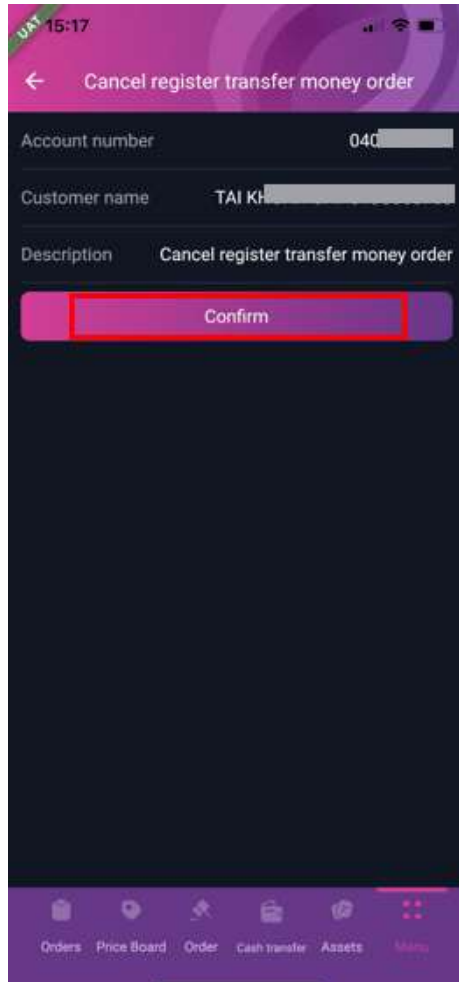 UAT
15:17
Cancel register transfer money order
Account number 040
Customer name TAI KH
Description Cancel register transfer money order
Confirm
Orders Price Board Order Cash transfer Assets Menu